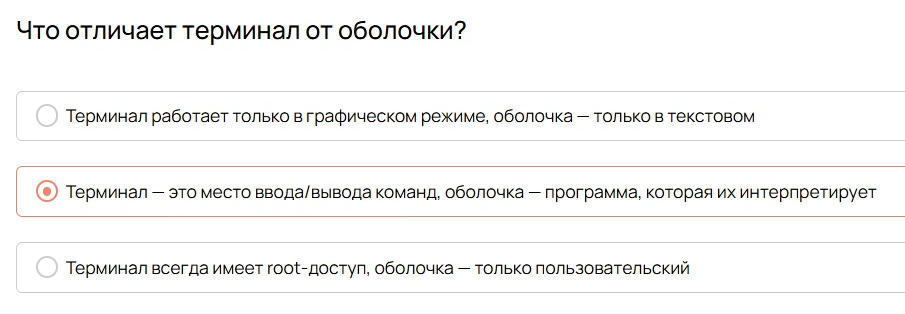 Что отличает терминал от оболочки?
Терминал работает только в графическом режиме, оболочка — только в текстовом
Терминал — это место ввода/вывода команд, оболочка — программа, которая их интерпретирует
Терминал всегда имеет root-доступ, оболочка — только пользовательский